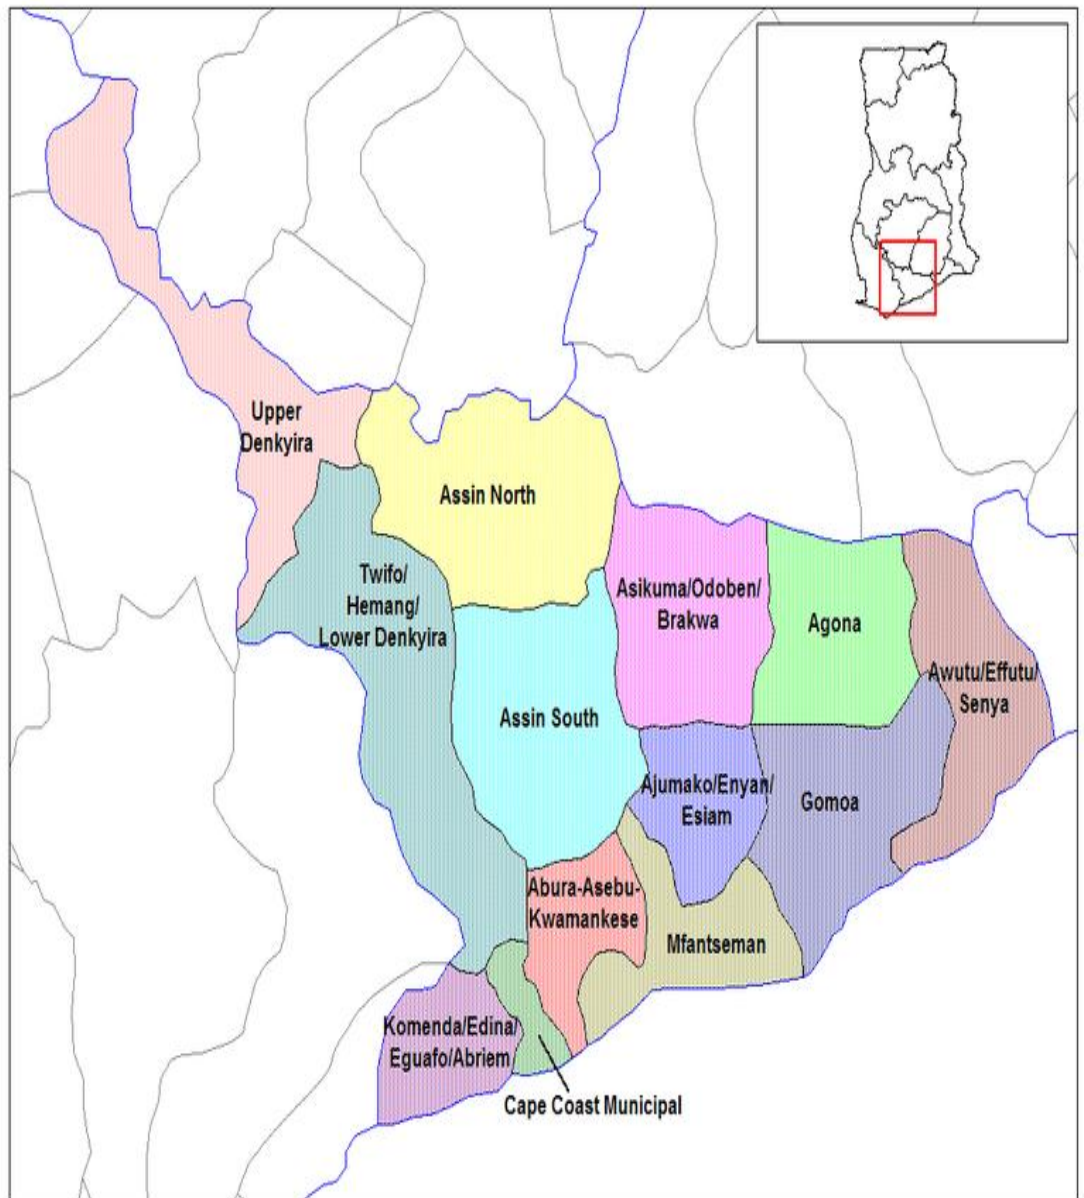 Upper
Denkyira
Assin North
Twifo/
Hemang/
Lower Denkyira
Asikuma/Odoben/
Brakwa
Agona
Awutu/Effutu/
Senya
Assin South
Ajumako/Enyan/
Esiam
Gomoa
Abura-Asebu-
Kwamankese
Mfantseman
Komenda/Edina/
Eguafo/Abriem
Cape Coast Municipal